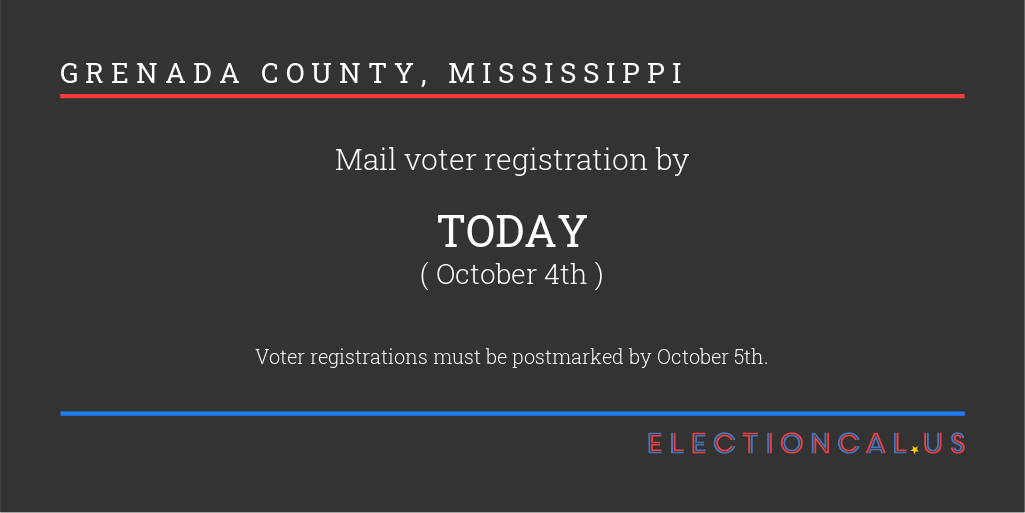 GRENADA COUNTY, MISSISSIPPI
Mail voter registration by
TODAY
( October 4th )
Voter registrations must be postmarked by October 5th.
ELECTIONCAL.US